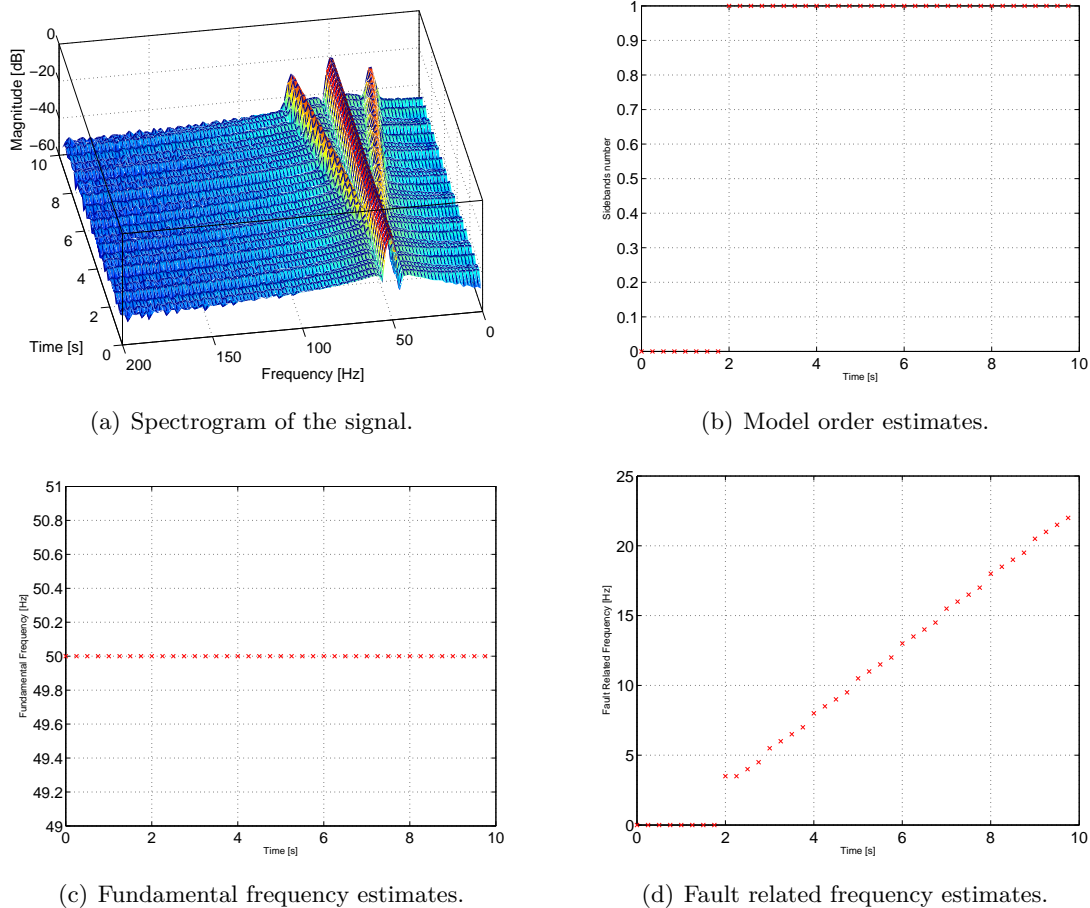 0
−20
−40
−60
Magnitude [dB]
10
8
6
4
2
0
Time [s]
200
150
100
50
0
Frequency [Hz]
(a) Spectrogram of the signal.
1
0.9
0.8
0.7
0.6
0.5
0.4
0.3
0.2
0.1
0
Sidebands number
0 2 4 6 8 10
Time [s]
(b) Model order estimates.
51
50.8
50.6
50.4
50.2
50
49.8
49.6
49.4
49.2
49
Fundamental Frequency [Hz]
0 2 4 6 8 10
Time [s]
(c) Fundamental frequency estimates.
25
20
15
10
5
0
Fault Related Frequency [Hz]
0 2 4 6 8 10
Time [s]
(d) Fault related frequency estimates.